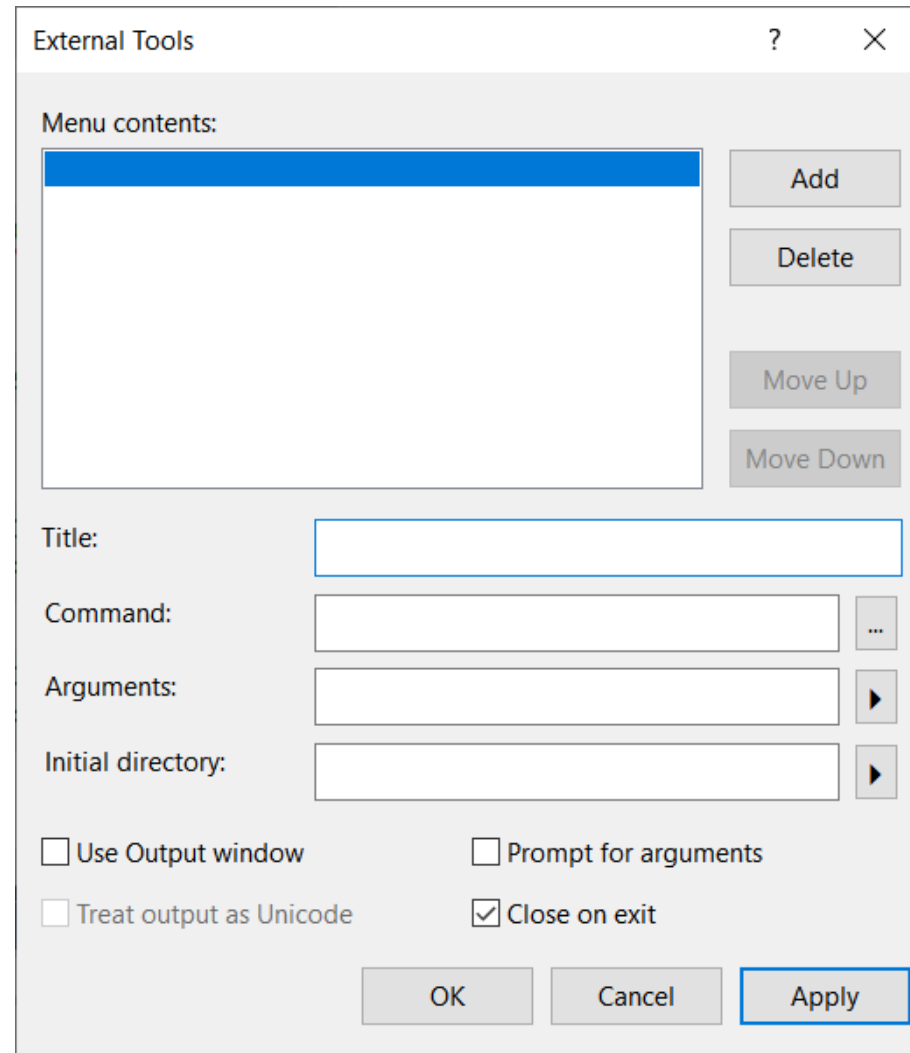 External Tools ?
Menu contents:
Add
Delete
Move Up
Move Down
Title:
Command: ...
Arguments:
Initial directory:
Use Output window Prompt for arguments
Treat output as Unicode Close on exit
OK Cancel Apply